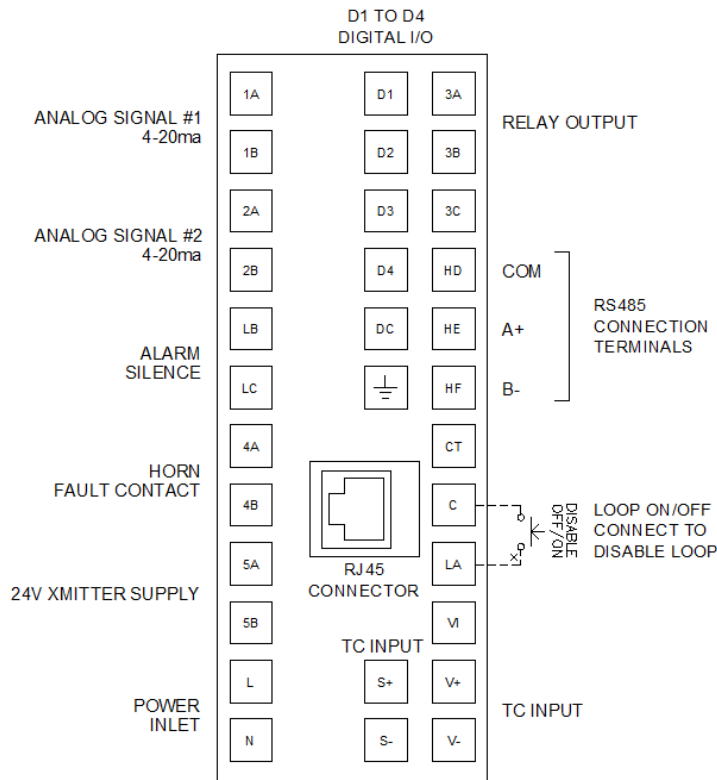 D1 TO D4
DIGITAL I/O
1A
D1
3A
ANALOG SIGNAL #1
4-20ma
RELAY OUTPUT
1B
D2
3B
2A
D3
3C
ANALOG SIGNAL #2
4-20ma
2B
D4
HD
COM
LB
DC
HE
A+
RS485
CONNECTION
TERMINALS
ALARM
SILENCE
LC
HF
B-
4A
CT
HORN
FAULT CONTACT
4B
C
DISABLE
OFF/ON
LOOP ON/OFF
CONNECT TO
DISABLE LOOP
5A
RJ45
CONNECTOR
LA
24V XMITTER SUPPLY
5B
VI
TC INPUT
L
S+
V+
POWER
INLET
TC INPUT
N
S-
V-